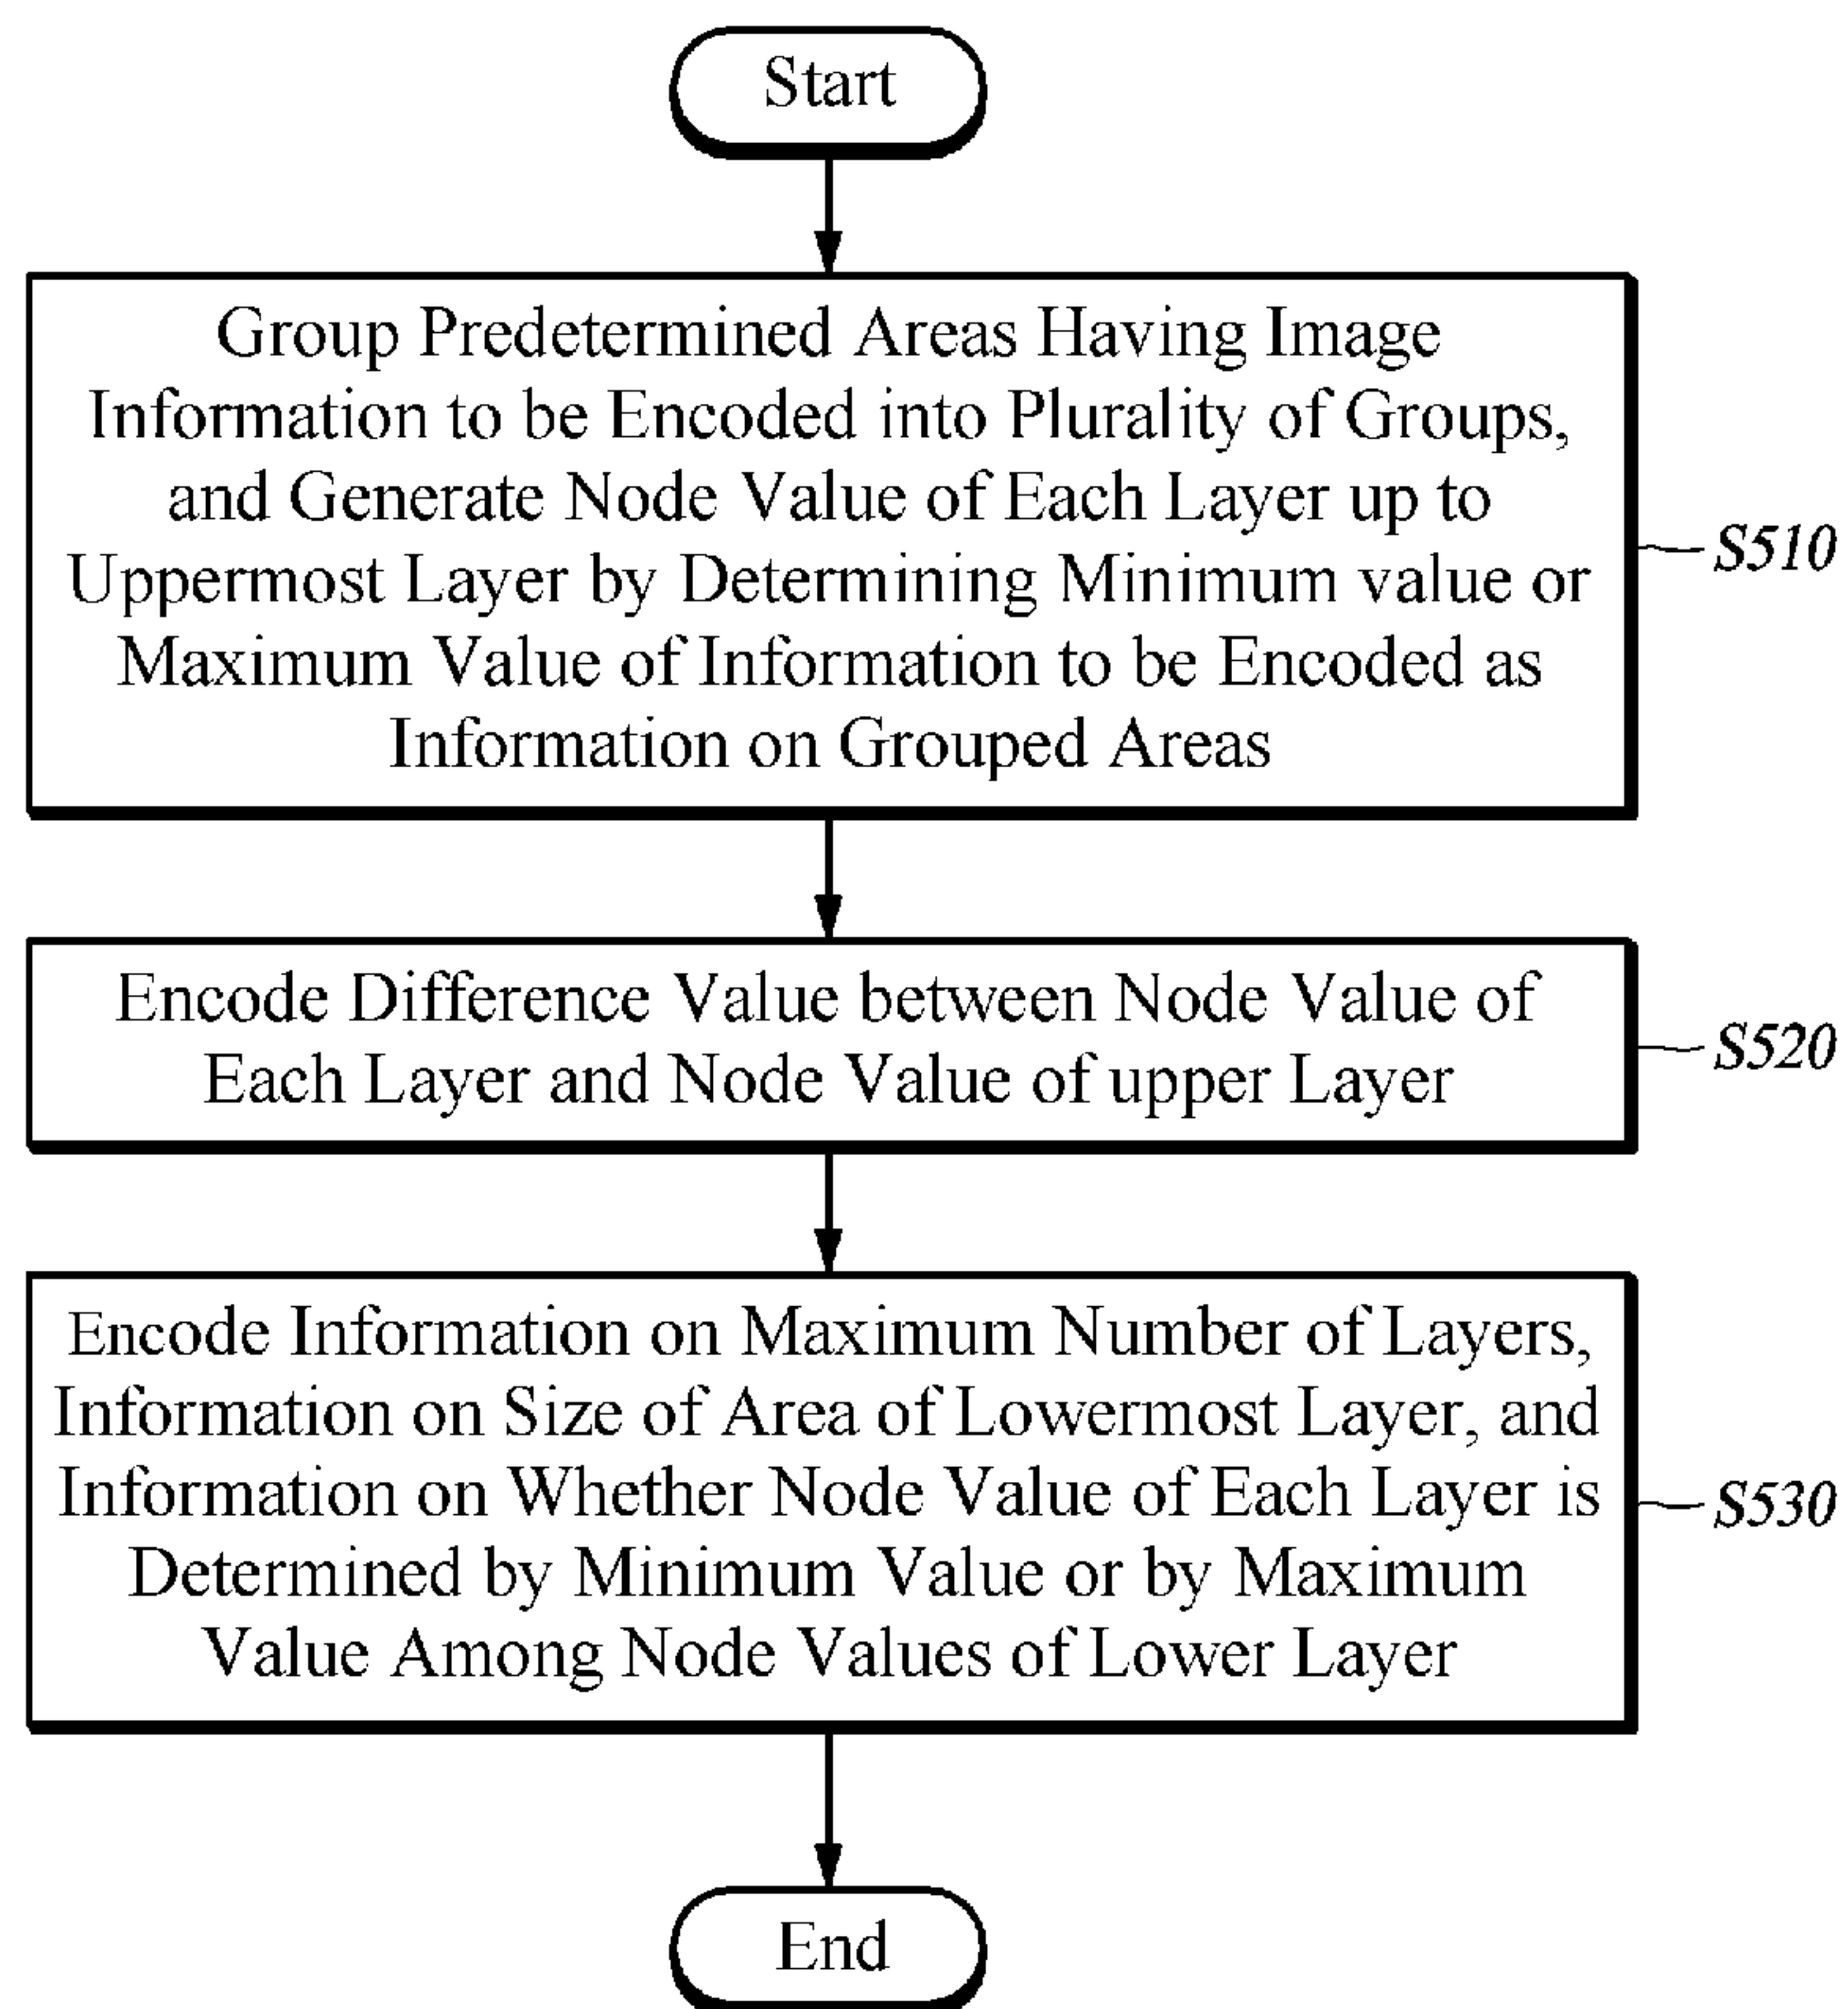 Start
Group Predetermined Areas Having Image
Information to be Encoded into Plurality of Groups,
and Generate Node Value of Each Layer up to
Uppermost Layer by Determining Minimum value or
Maximum Value of Information to be Encoded as
Information on Grouped Areas
S510
Encode Difference Value between Node Value of
Each Layer and Node Value of upper Layer
S520
Encode Information on Maximum Number of Layers,
Information on Size of Area of Lowermost Layer, and
Information on Whether Node Value of Each Layer is
Determined by Minimum Value or by Maximum
Value Among Node Values of Lower Layer
S530
End